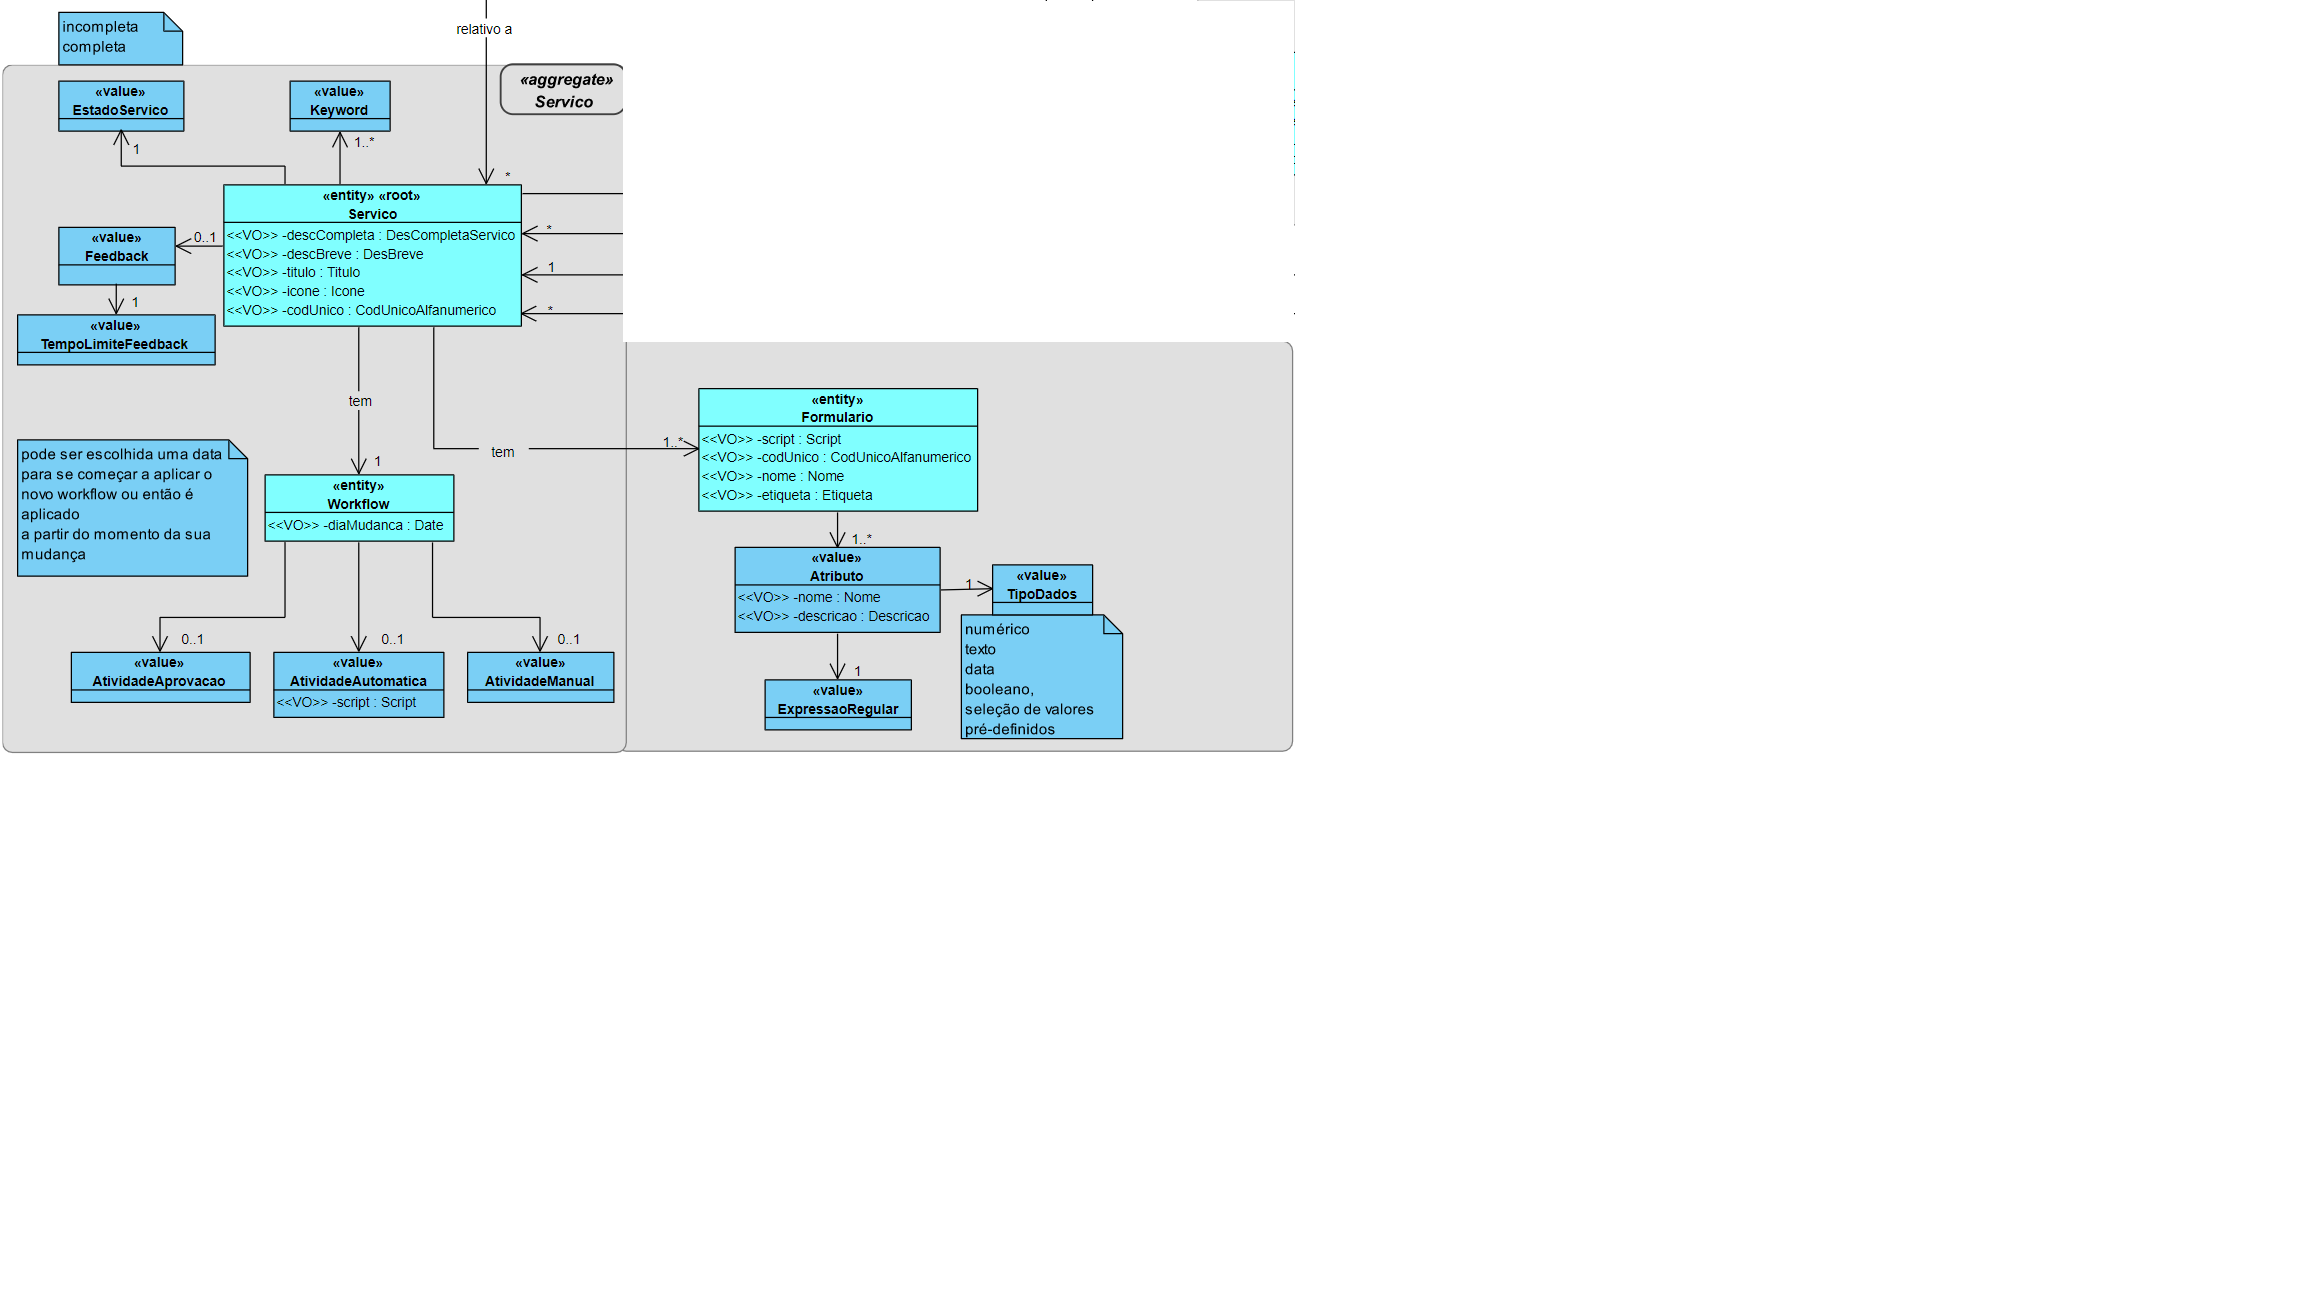 incompleta
completa
relativo a
«aggregate»
Servico
«value»
EstadoServico
«value»
Keyword
1
1..*
*
«entity» «root»
Servico
<<VO>> -descCompleta : DesCompletaServico
<<VO>> -descBreve : DesBreve
<<VO>> -titulo : Titulo
<<VO>> -icone : Icone
<<VO>> -codUnico : CodUnicoAlfanumerico
*
1
*
«value»
Feedback
0..1
1
«value»
TempoLimiteFeedback
tem
1
tem
1..*
pode ser escolhida uma data
para se começar a aplicar o
novo workflow ou então é
aplicado
a partir do momento da sua
mudança
«entity»
Workflow
<<VO>> -diaMudanca : Date
0..1
0..1
0..1
«value»
AtividadeAprovacao
«value»
AtividadeAutomatica
<<VO>> -script : Script
«value»
AtividadeManual
«entity»
Formulario
<<VO>> -script : Script
<<VO>> -codUnico : CodUnicoAlfanumerico
<<VO>> -nome : Nome
<<VO>> -etiqueta : Etiqueta
1..*
«value»
Atributo
<<VO>> -nome : Nome
<<VO>> -descricao : Descricao
1
«value»
TipoDados
numérico
texto
data
booleano,
seleção de valores
pré-definidos
1
«value»
ExpressaoRegular